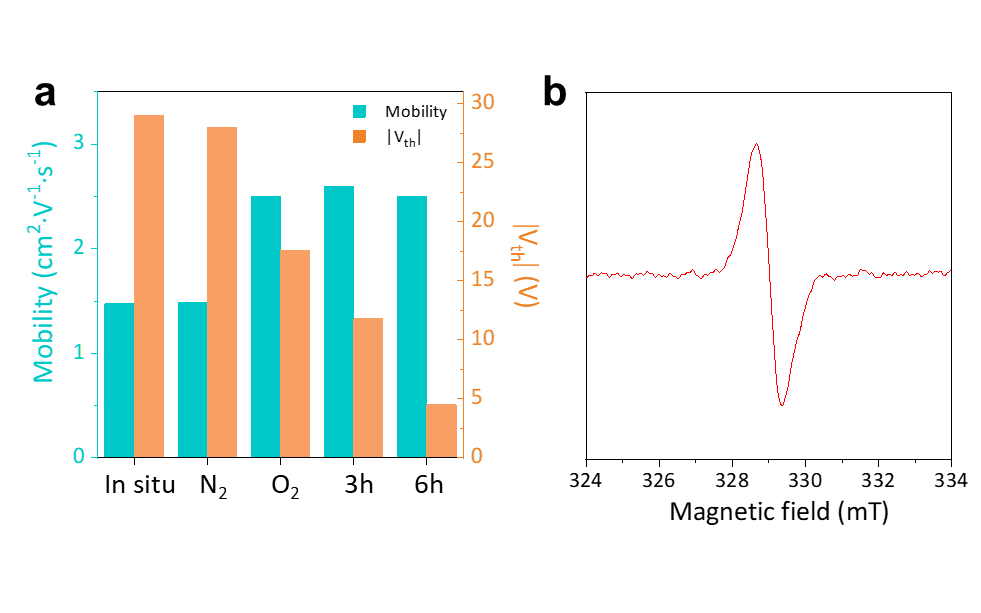 a
Mobility
|Vth|
Mobility (cm²·V⁻¹·s⁻¹)
3
2
1
0
30
25
20
15
10
5
0
|Vth| (V)
In situ N₂ O₂ 3h 6h
b
324 326 328 330 332 334
Magnetic field (mT)